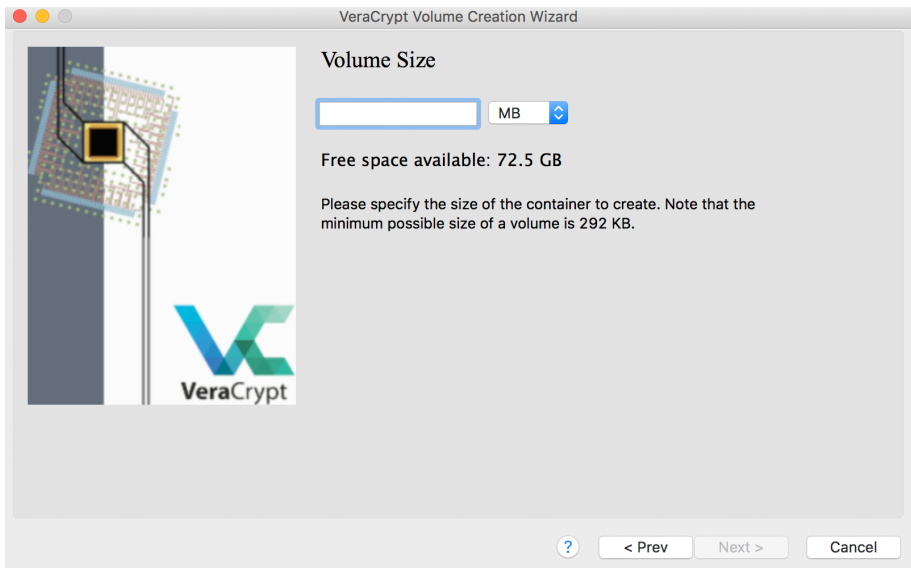 VeraCrypt Volume Creation Wizard
Volume Size
MB
Free space available: 72.5 GB
Please specify the size of the container to create. Note that the
minimum possible size of a volume is 292 KB.
VeraCrypt
?
< Prev
Next >
Cancel